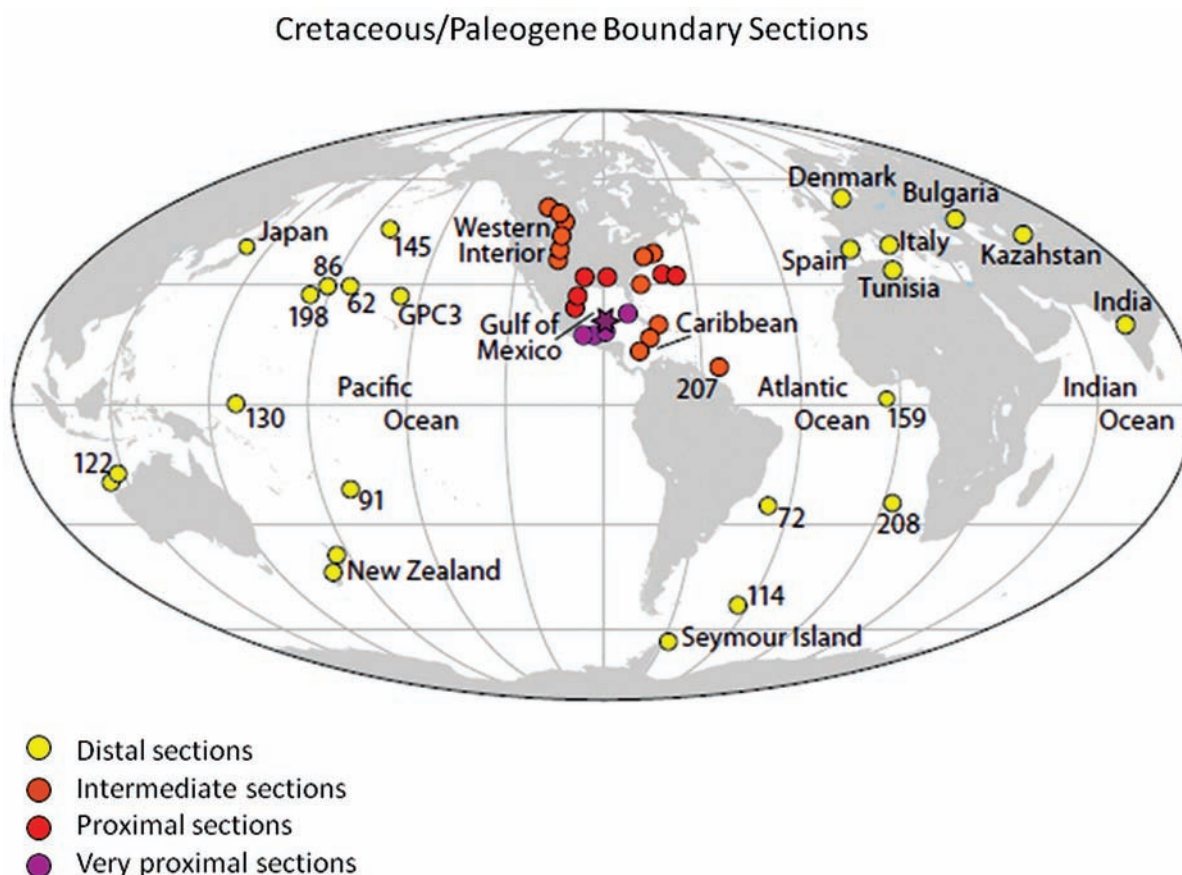 Cretaceous/Paleogene Boundary Sections
Denmark
Bulgaria
Western
Interior
Japan
145
Italy
Kazahstan
Spain
86
62
Tunisia
198
GPC3
India
Gulf of
Mexico
Caribbean
207
Pacific
Ocean
Atlantic
Ocean
Indian
Ocean
130
159
122
91
72
208
New Zealand
114
Seymour Island
Distal sections
Intermediate sections
Proximal sections
Very proximal sections